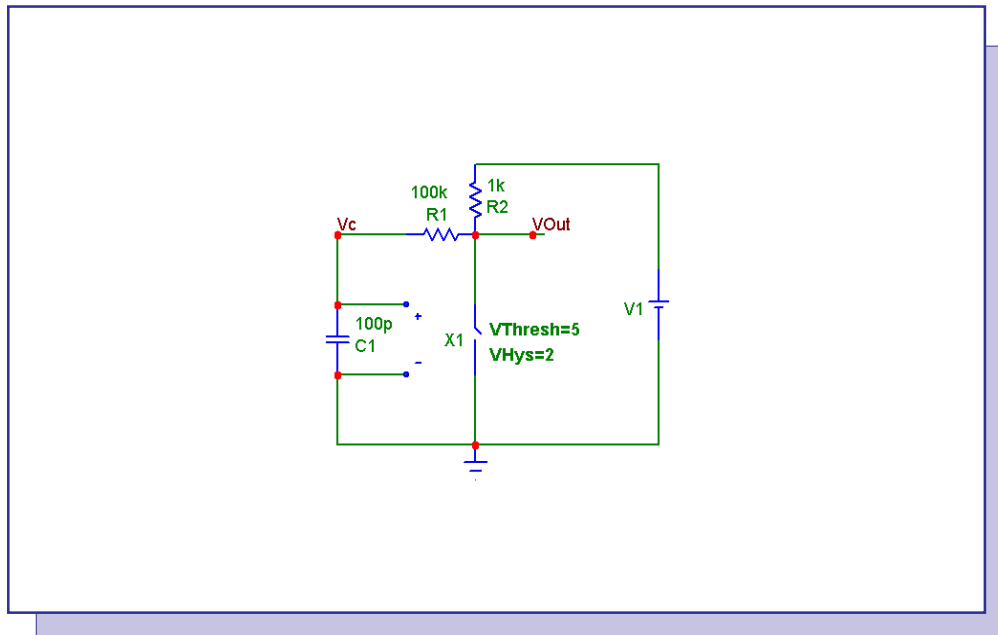 1k
100k
R2
R1
Vc
VOut
V1
100p
VThresh=5
X1
C1
VHys=2